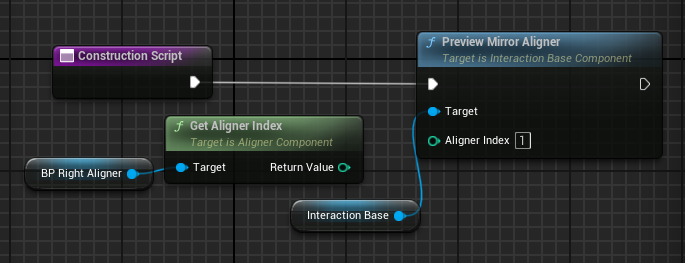 Construction Script
Preview Mirror Aligner
Target is Interaction Base Component
Target
Aligner Index 1
Get Aligner Index
Target is Aligner Component
Target Return Value
BP Right Aligner
Interaction Base